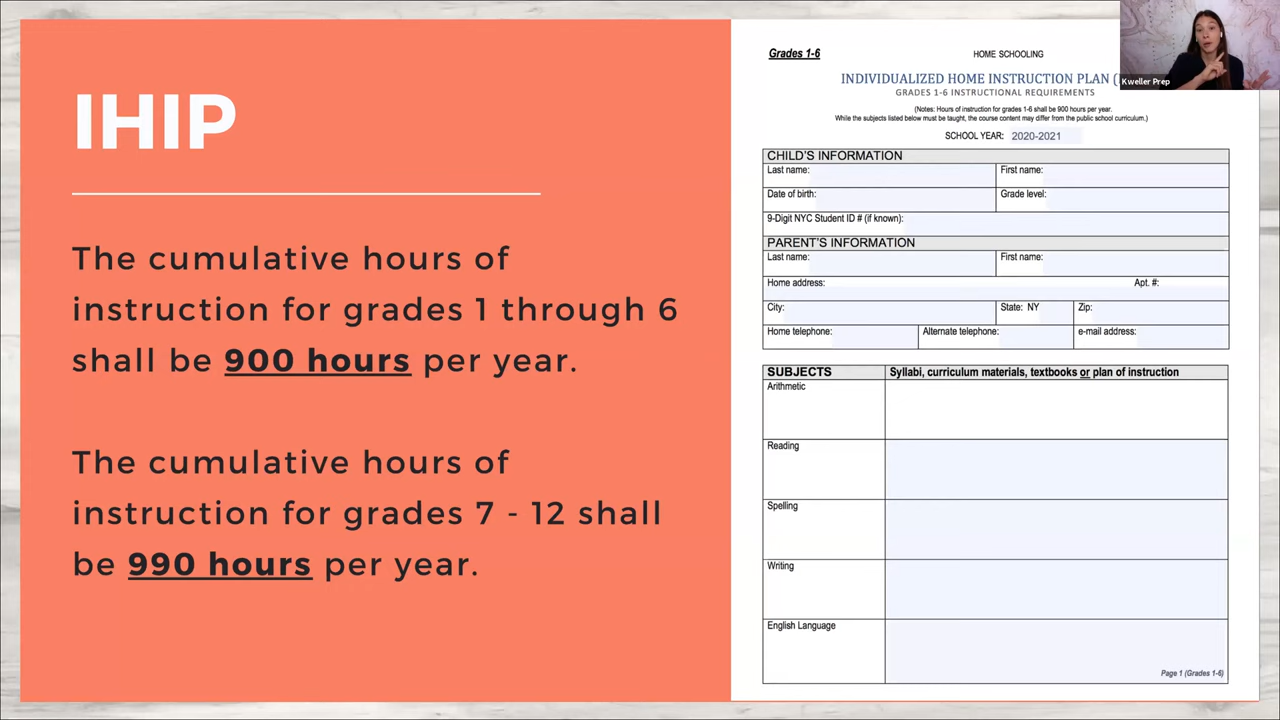 IHIP
The cumulative hours of
instruction for grades 1 through 6
shall be 900 hours per year.
The cumulative hours of
instruction for grades 7 - 12 shall
be 990 hours per year.
Grades 1-6
HOME SCHOOLING
INDIVIDUALIZED HOME INSTRUCTION PLAN (
GRADES 1-6 INSTRUCTIONAL REQUIREMENTS
(Notes: Hours of instruction for grades 1-6 shall be 900 hours per year.
While the subjects listed below must be taught, the course content may differ from the public school curriculum.)
SCHOOL YEAR: 2020-2021
CHILD'S INFORMATION
Last name: First name:
Date of birth: Grade level:
9-Digit NYC Student ID # (if known):
PARENT'S INFORMATION
Last name: First name:
Home address: Apt. #:
City: State: NY Zip:
Home telephone: Alternate telephone: e-mail address:
SUBJECTS Syllabi, curriculum materials, textbooks or plan of instruction
Arithmetic
Reading
Spelling
Writing
English Language
Page 1 (Grades 1-6)
Kweller Prep